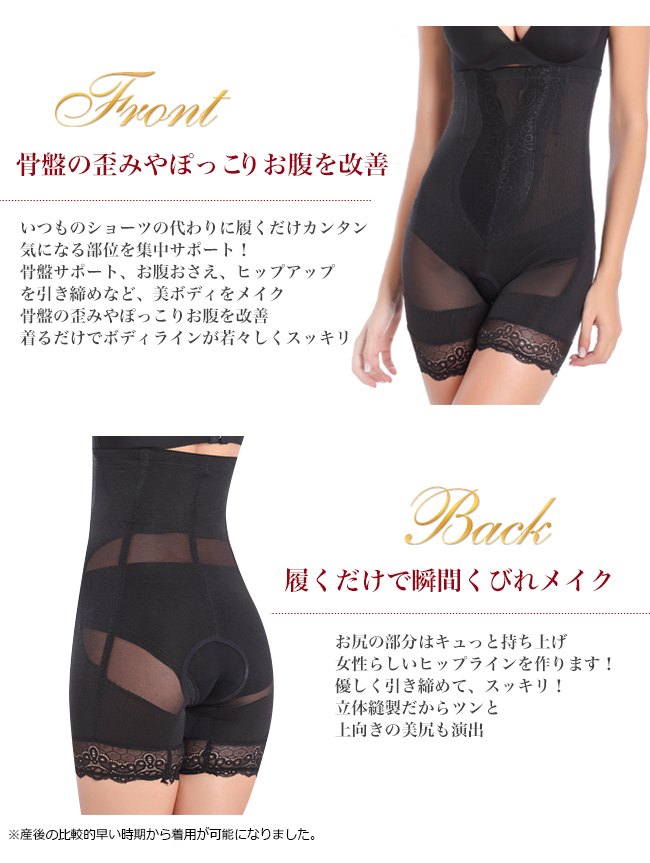 Front
骨盤の歪みやぽっこりお腹を改善
いつものショーツの代わりに履くだけカンタン
気になる部位を集中サポート！
骨盤サポート、お腹おさえ、ヒップアップ
を引き締めなど、美ボディをメイク
骨盤の歪みやぽっこりお腹を改善
着るだけでボディラインが若々しくスッキリ
Back
履くだけで瞬間くびれメイク
お尻の部分はキュっと持ち上げ
女性らしいヒップラインを作ります！
優しく引き締めて、スッキリ！
立体縫製だからツンと
上向きの美尻も演出
※産後の比較的早い時期から着用が可能になりました。